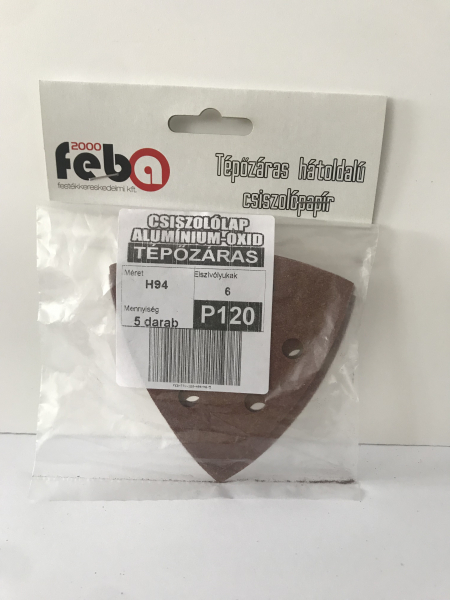 2000
feba
festékkereskedelmi kft.
Tépőzáras hátoldalú
csiszolópapír
CSISZOLÓLAP
ALUMÍNIUM-OXID
TÉPŐZÁRAS
Méret
H94
Elszívólyukak
6
Mennyiség
5 darab
P120